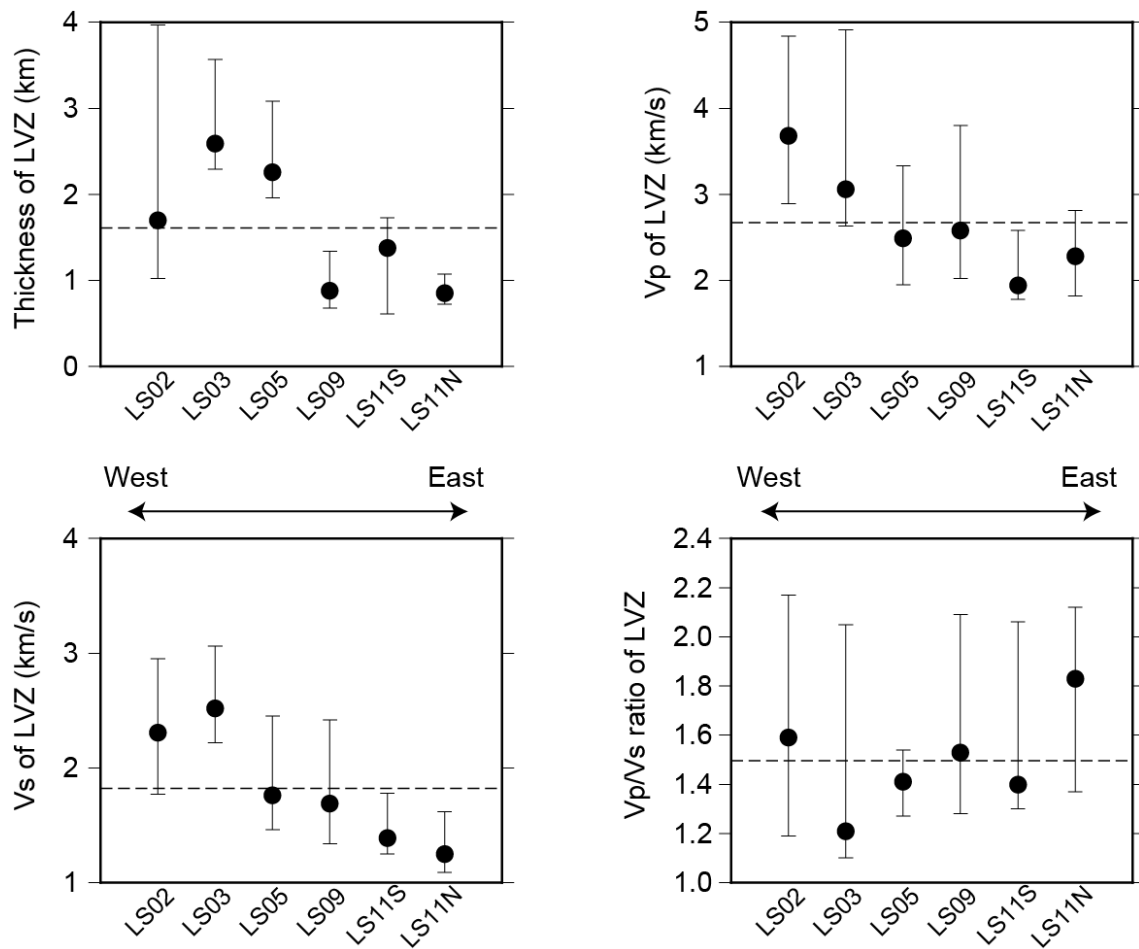 Thickness of LVZ (km)
4
3
2
1
0
LS02
LS03
LS05
LS09
LS11S
LS11N
Vp of LVZ (km/s)
5
4
3
2
1
LS02
LS03
LS05
LS09
LS11S
LS11N
West
East
Vs of LVZ (km/s)
4
3
2
1
LS02
LS03
LS05
LS09
LS11S
LS11N
West
East
Vp/Vs ratio of LVZ
2.4
2.2
2.0
1.8
1.6
1.4
1.2
1.0
LS02
LS03
LS05
LS09
LS11S
LS11N